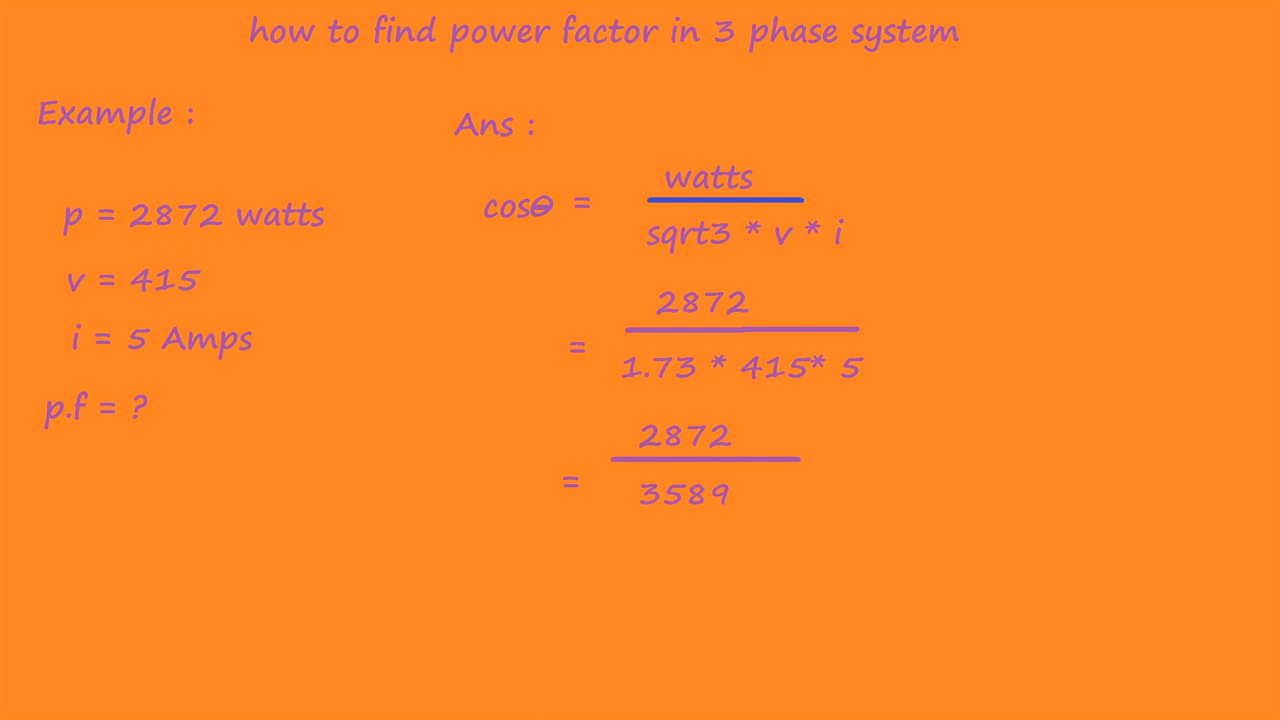 how to find power factor in 3 phase system
Example :
p = 2872 watts
v = 415
i = 5 Amps
p.f = ?
Ans :
cosθ =
watts
sqrt3 * v * i
=
2872
1.73 * 415* 5
=
2872
3589